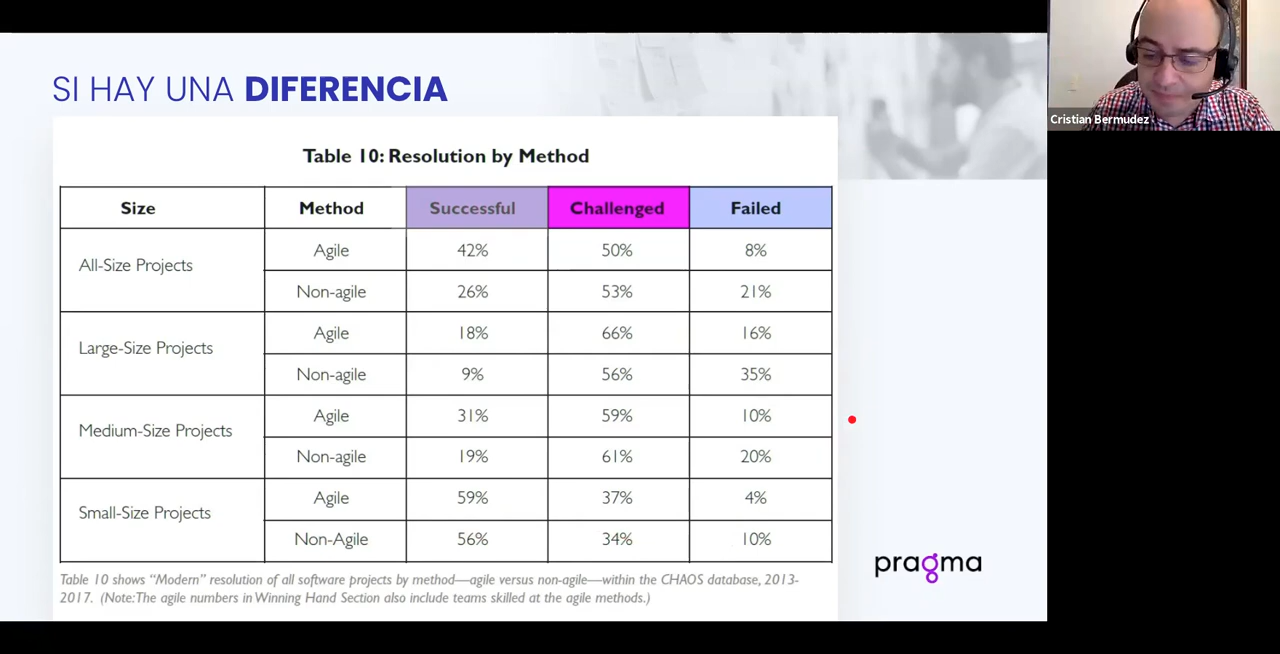 SI HAY UNA DIFERENCIA
Cristian Bermudez
Table 10: Resolution by Method
Size Method Successful Challenged Failed
All-Size Projects
Agile 42% 50% 8%
Non-agile 26% 53% 21%
Large-Size Projects
Agile 18% 66% 16%
Non-agile 9% 56% 35%
Medium-Size Projects
Agile 31% 59% 10%
Non-agile 19% 61% 20%
Small-Size Projects
Agile 59% 37% 4%
Non-Agile 56% 34% 10%
pragma
Table 10 shows “Modern” resolution of all software projects by method—agile versus non-agile—within the CHAOS database, 2013-
2017. (Note:The agile numbers in Winning Hand Section also include teams skilled at the agile methods.)